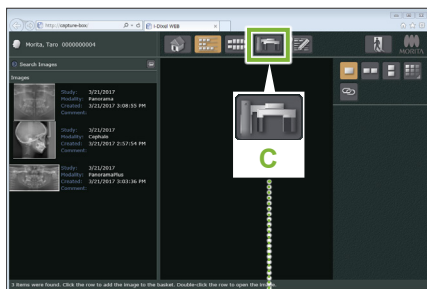 http://capture-box/
i-Dixel WEB
Morita, Taro 0000000004
MORITA
Search Images
Images
Study: 3/21/2017
Modality: Panorama
Created: 3/21/2017 3:08:55 PM
Comment:
Study: 3/21/2017
Modality: Cephalo
Created: 3/21/2017 2:57:54 PM
Comment:
Study: 3/21/2017
Modality: PanoramaPlus
Created: 3/21/2017 3:03:36 PM
Comment:
C
3 items were found. Click the row to add the image to the basket. Double-click the row to open the image.